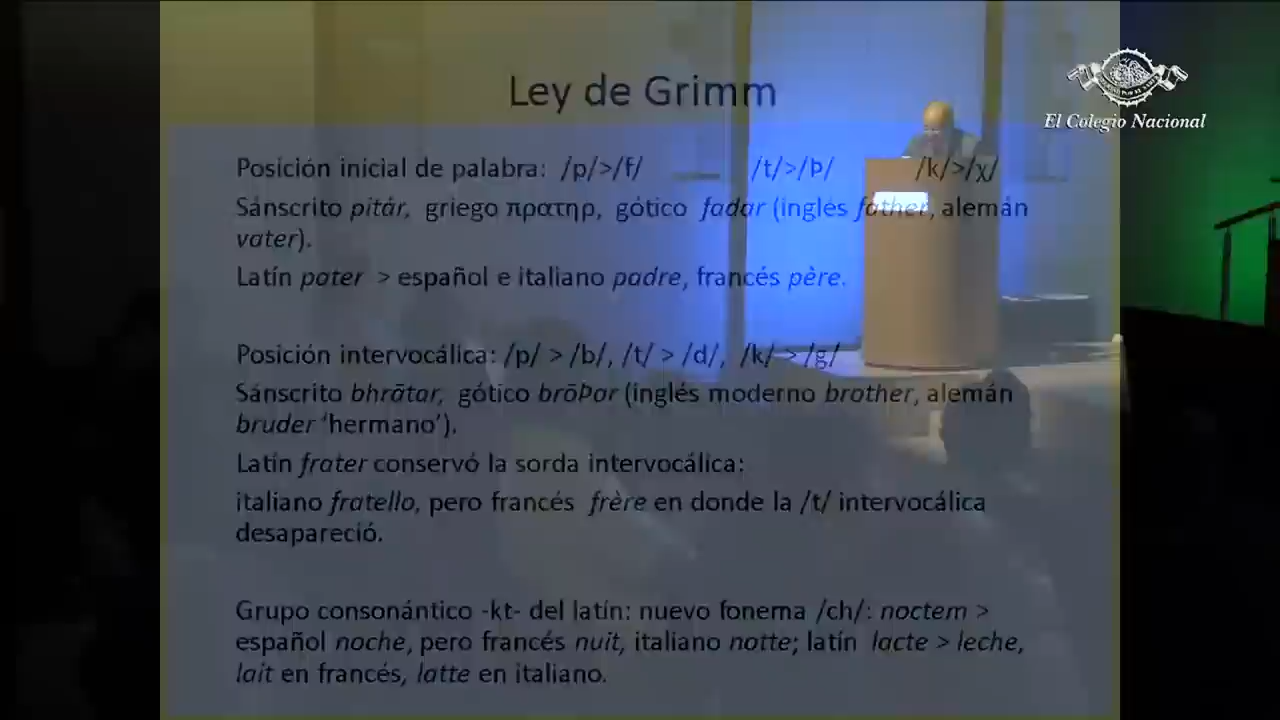 Ley de Grimm
El Colegio Nacional
Posición inicial de palabra: /p/>/f/ /t/>/Þ/ /k/>/χ/
Sánscrito pitár, griego πρατηρ, gótico fadar (inglés father, alemán
vater).
Latín pater > español e italiano padre, francés père.
Posición intervocálica: /p/ > /b/, /t/ > /d/, /k/ > /g/
Sánscrito bhrātar, gótico brōÞar (inglés moderno brother, alemán
bruder ‘hermano’).
Latín frater conservó la sorda intervocálica:
italiano fratello, pero francés frère en donde la /t/ intervocálica
desapareció.
Grupo consonántico -kt- del latín: nuevo fonema /ch/: noctem >
español noche, pero francés nuit, italiano notte; latín lacte > leche,
lait en francés, latte en italiano.